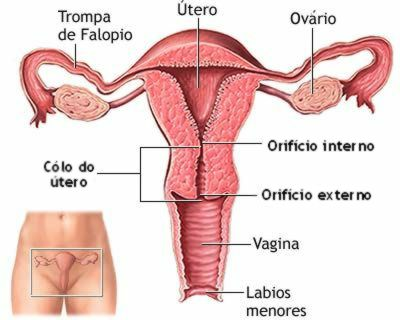 Trompa
de Falopio
Útero
Ovário
Orifício interno
Cólo do
útero
Orifício externo
Vagina
Labios
menores